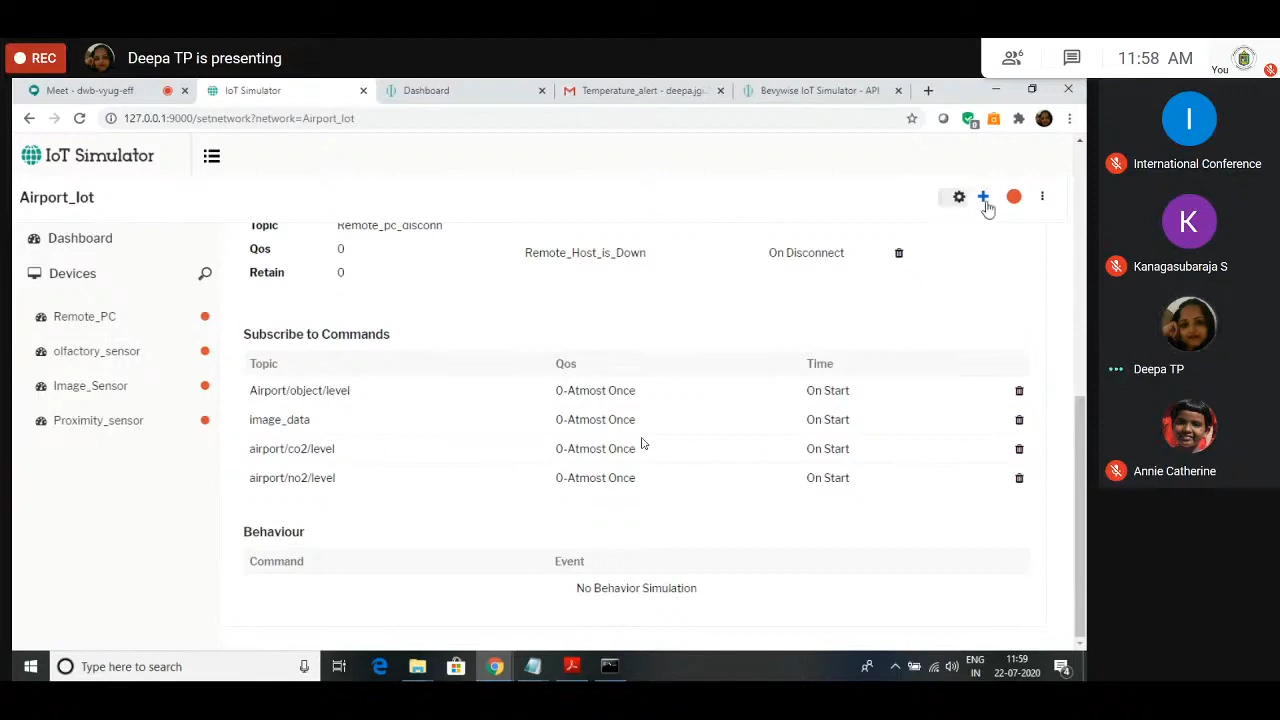 REC
Deepa TP is presenting
6
11:58 AM
You
Meet - dwb-vyug-eff
IoT Simulator
Dashboard
Temperature_alert - deepa.jgi
Bevywise IoT Simulator - API
127.0.0.1:9000/setnetwork?network=Airport_Iot
0
IoT Simulator
Airport_Iot
Dashboard
Devices
Remote_PC
olfactory_sensor
Image_Sensor
Proximity_sensor
Topic Remote_pc_disconn
Qos 0
Remote_Host_is_Down On Disconnect
Retain 0
Subscribe to Commands
Topic Qos Time
Airport/object/level 0-Atmost Once On Start
image_data 0-Atmost Once On Start
airport/co2/level 0-Atmost Once On Start
airport/no2/level 0-Atmost Once On Start
Behaviour
Command Event
No Behavior Simulation
I
International Conference
K
Kanagasubaraja S
Deepa TP
Annie Catherine
Type here to search
ENG
IN
11:59
22-07-2020
4